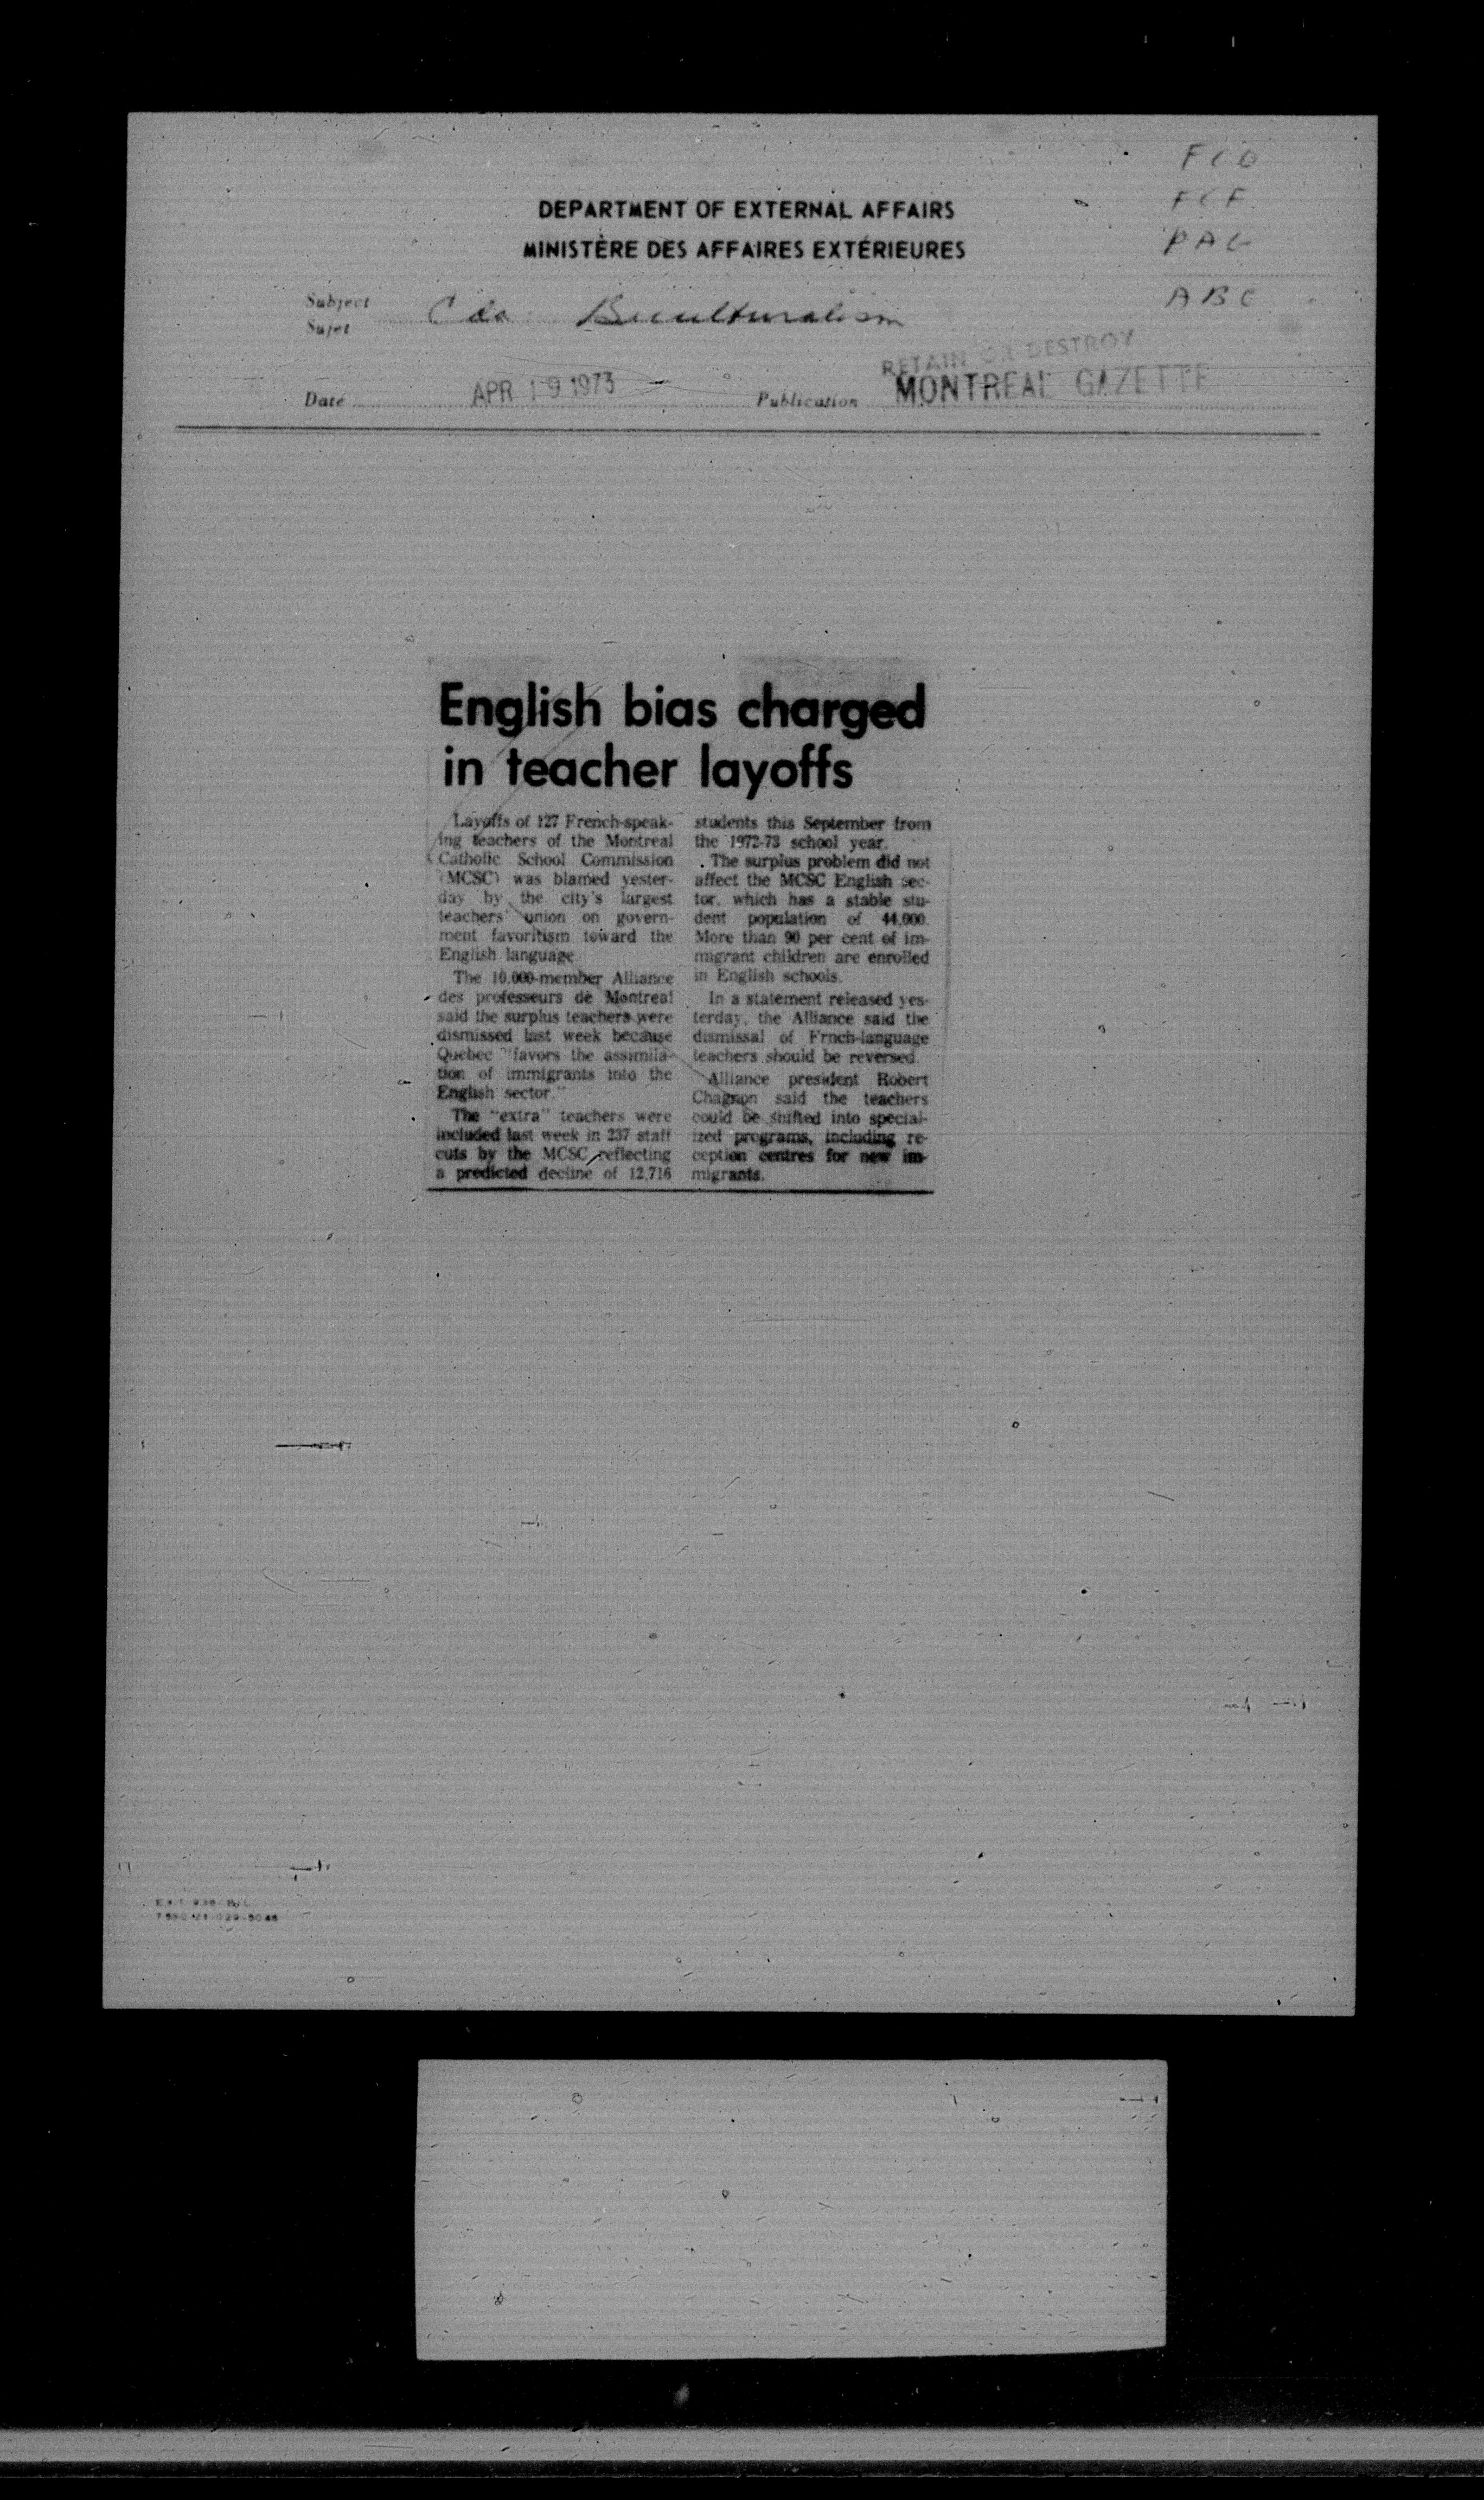 FCO
FCF.
PAG
ABC
DEPARTMENT OF EXTERNAL AFFAIRS
MINISTÈRE DES AFFAIRES EXTÉRIEURES
Subject
Sujet
Cda Biculturalism
RETAIN OR DESTROY
Date APR 19 1973 Publication MONTREAL GAZETTE
English bias charged
in teacher layoffs
Layoffs of 127 French-speak-
ing teachers of the Montreal
Catholic School Commission
(MCSC) was blamed yester-
day by the city's largest
teachers' union on govern-
ment favoritism toward the
English language.
The 10,000-member Alliance
des professeurs de Montreal
said the surplus teachers were
dismissed last week because
Quebec "favors the assimila-
tion of immigrants into the
English sector."
The "extra" teachers were
included last week in 237 staff
cuts by the MCSC reflecting
a predicted decline of 12,716
students this September from
the 1972-73 school year.
The surplus problem did not
affect the MCSC English sec-
tor, which has a stable stu-
dent population of 44,000.
More than 90 per cent of im-
migrant children are enrolled
in English schools.
In a statement released yes-
terday, the Alliance said the
dismissal of Frnch-language
teachers should be reversed.
Alliance president Robert
Chagnon said the teachers
could be shifted into special-
ized programs, including re-
ception centres for new im-
migrants.